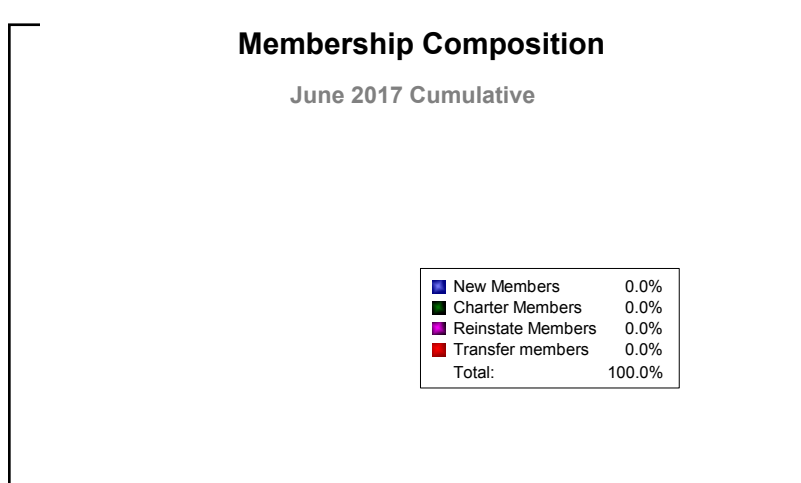 Membership Composition
June 2017 Cumulative
New Members 0.0%
Charter Members 0.0%
Reinstate Members 0.0%
Transfer members 0.0%
Total: 100.0%